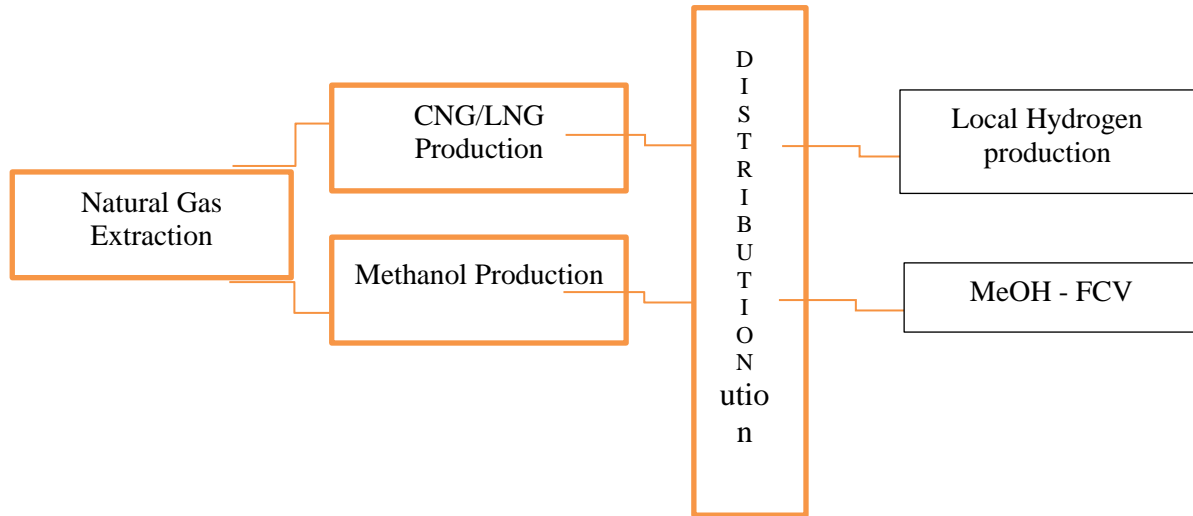 Natural Gas
Extraction
CNG/LNG
Production
Methanol Production
D
I
S
T
R
I
B
U
T
I
O
N
utio
n
Local Hydrogen
production
MeOH - FCV